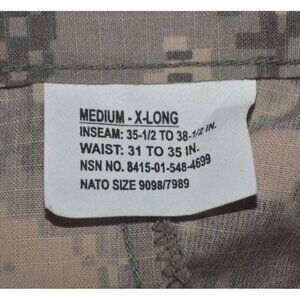 MEDIUM - X-LONG
INSEAM: 35-1/2 TO 38-1/2 IN.
WAIST: 31 TO 35 IN.
NSN NO. 8415-01-548-4699
NATO SIZE 9098/7989